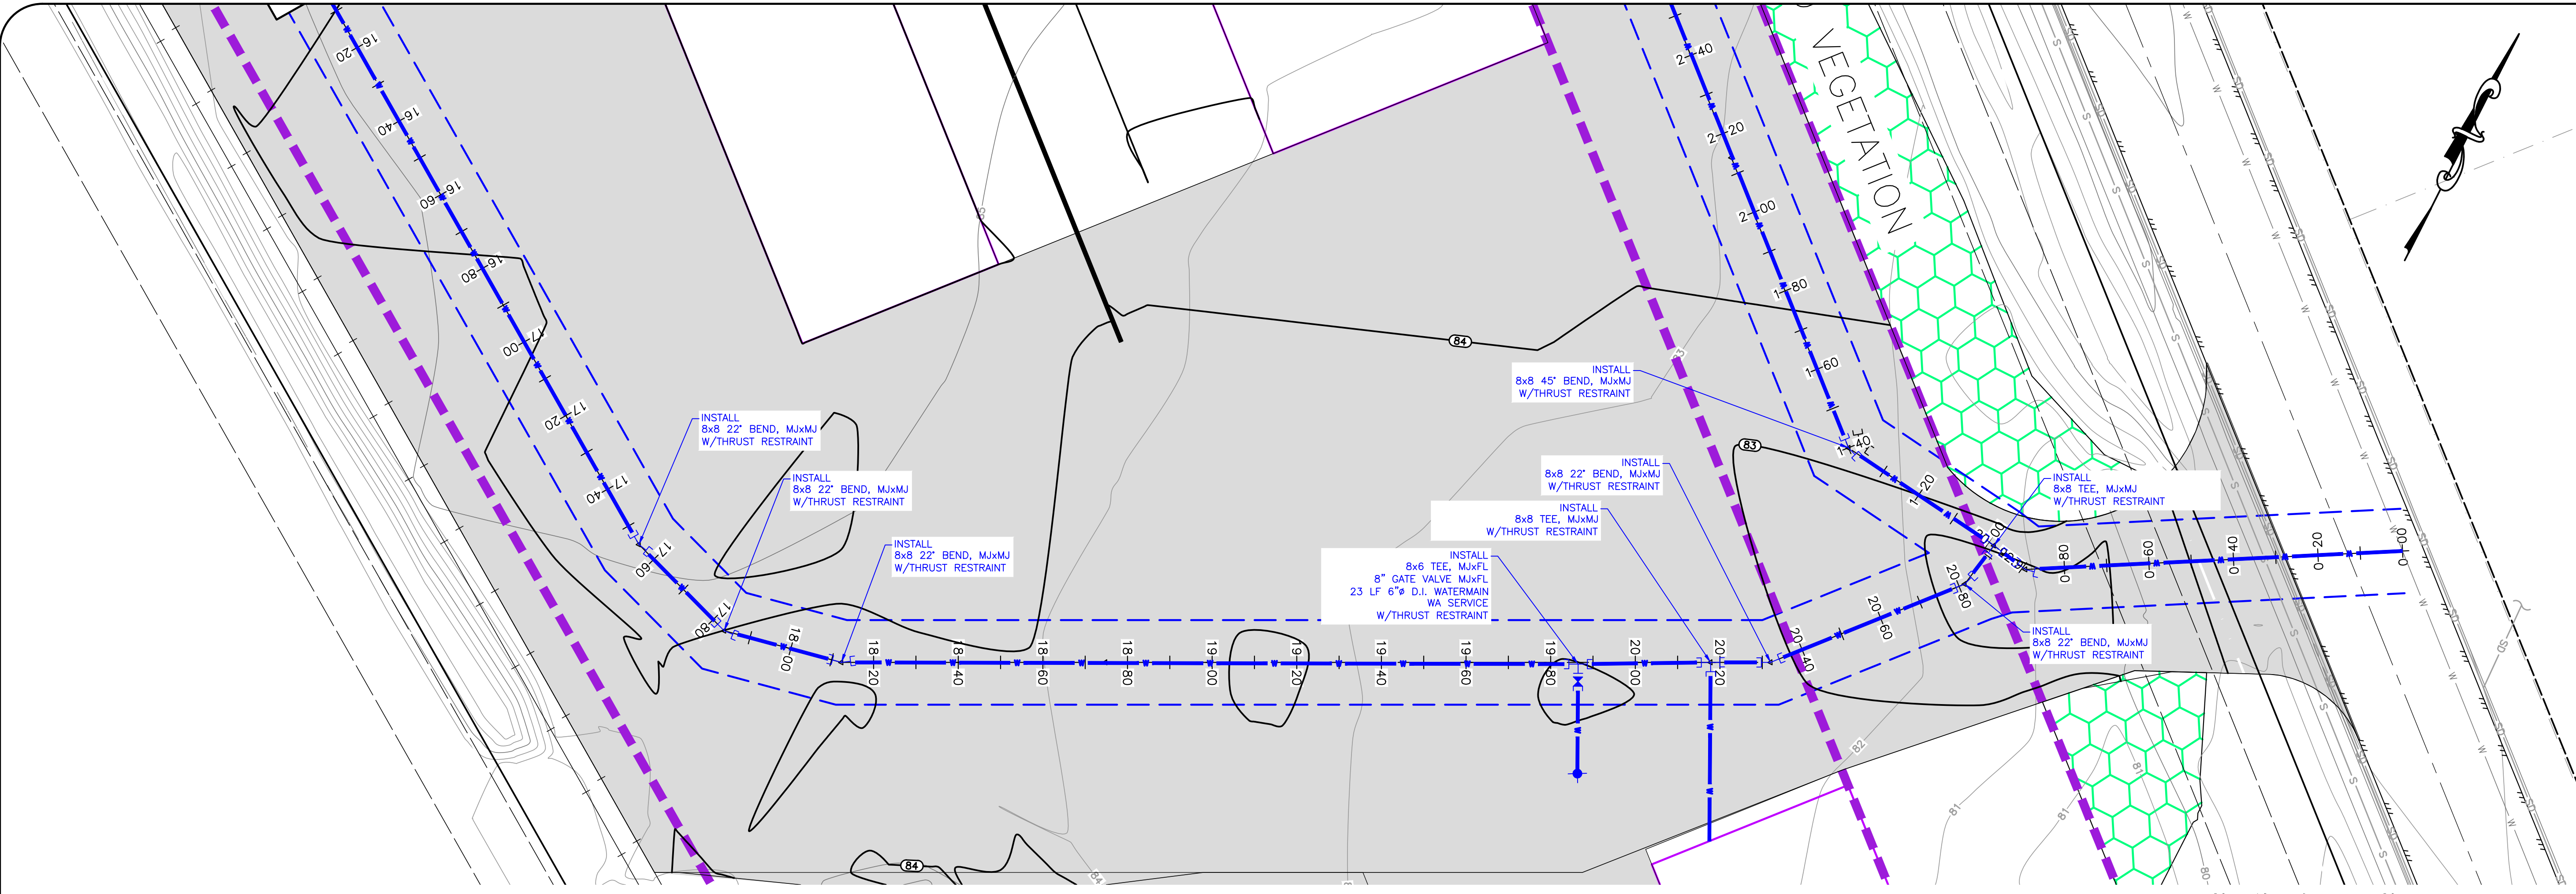 VEGETATION
16+20
16+40
16+60
16+80
17+00
17+20
17+40
17+60
17+80
18+00
18+20
18+40
18+60
18+80
19+00
19+20
19+40
19+60
19+80
20+00
20+20
20+40
20+60
20+80
2+40
2+20
2+00
1+80
1+60
1+40
1+20
0+80
0+60
0+40
0+20
0+00
INSTALL
8x8 22° BEND, MJxMJ
W/THRUST RESTRAINT
INSTALL
8x8 22° BEND, MJxMJ
W/THRUST RESTRAINT
INSTALL
8x8 22° BEND, MJxMJ
W/THRUST RESTRAINT
INSTALL
8x8 45° BEND, MJxMJ
W/THRUST RESTRAINT
INSTALL
8x8 22° BEND, MJxMJ
W/THRUST RESTRAINT
INSTALL
8x8 TEE, MJxMJ
W/THRUST RESTRAINT
INSTALL
8x6 TEE, MJxFL
8" GATE VALVE MJxFL
23 LF 6"ø D.I. WATERMAIN
WA SERVICE
W/THRUST RESTRAINT
INSTALL
8x8 TEE, MJxMJ
W/THRUST RESTRAINT
INSTALL
8x8 22° BEND, MJxMJ
W/THRUST RESTRAINT
84
83
84
85
83
82
81
81
81
80
84